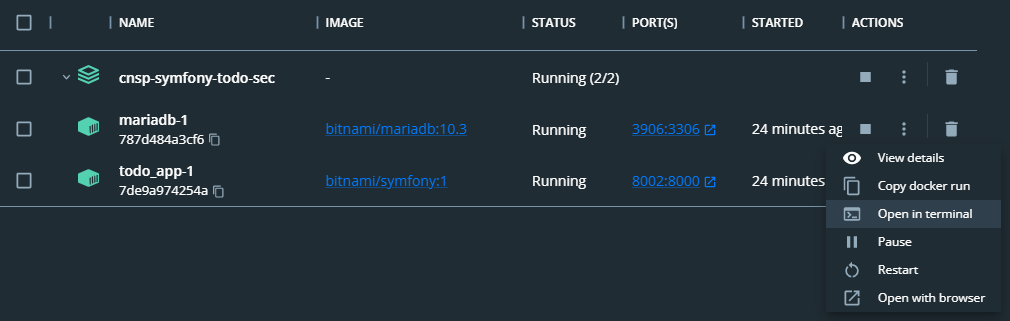 NAME IMAGE STATUS PORT(S) STARTED ACTIONS
cnsp-symfony-todo-sec - Running (2/2)
mariadb-1
787d484a3cf6
bitnami/mariadb:10.3 Running 3906:3306 24 minutes ag
todo_app-1
7de9a974254a
bitnami/symfony:1 Running 8002:8000 24 minutes
View details
Copy docker run
Open in terminal
Pause
Restart
Open with browser